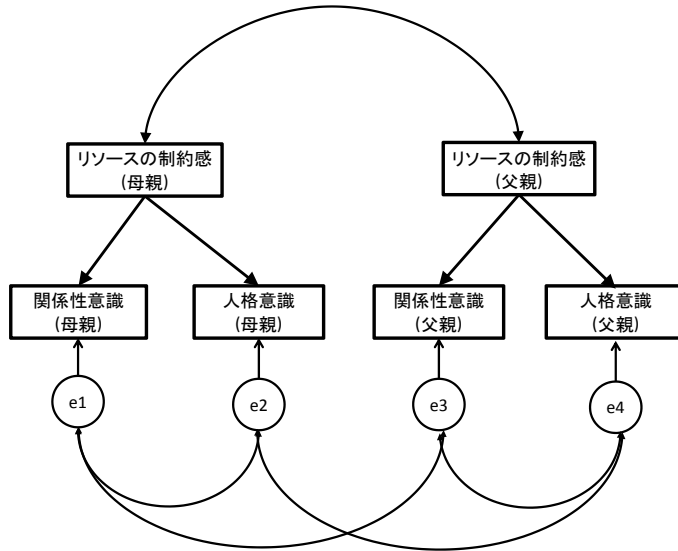 リソースの制約感
(母親)
リソースの制約感
(父親)
関係性意識
(母親)
人格意識
(母親)
関係性意識
(父親)
人格意識
(父親)
e1
e2
e3
e4